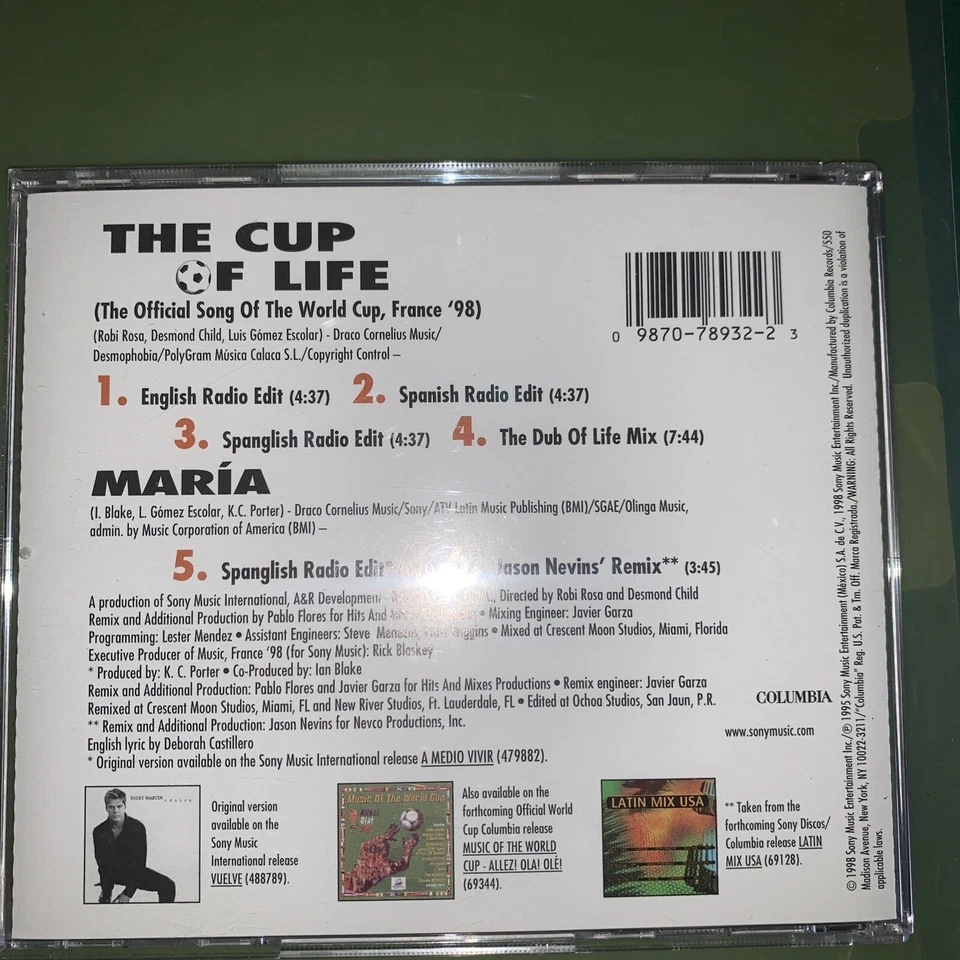 THE CUP
OF LIFE
(The Official Song Of The World Cup, France '98)
(Robi Rosa, Desmond Child, Luis Gómez Escolar) - Draco Cornelius Music/
Desmophobia/PolyGram Música Calaca S.L./Copyright Control –
1. English Radio Edit (4:37) 2. Spanish Radio Edit (4:37)
3. Spanglish Radio Edit (4:37) 4. The Dub Of Life Mix (7:44)
0 9870-78932-2 3
MARÍA
(I. Blake, L. Gómez Escolar, K.C. Porter) - Draco Cornelius Music/Sony/ATV Latin Music Publishing (BMI)/SGAE/Olinga Music,
admin. by Music Corporation of America (BMI) –
5. Spanglish Radio Edit* Jason Nevins' Remix** (3:45)
A production of Sony Music International, A&R Development Directed by Robi Rosa and Desmond Child
Remix and Additional Production by Pablo Flores for Hits And • Mixing Engineer: Javier Garza
Programming: Lester Mendez • Assistant Engineers: Steve Menezes, Higgins • Mixed at Crescent Moon Studios, Miami, Florida
Executive Producer of Music, France '98 (for Sony Music): Rick Blaskey
* Produced by: K. C. Porter • Co-Produced by: Ian Blake
Remix and Additional Production: Pablo Flores and Javier Garza for Hits And Mixes Productions • Remix engineer: Javier Garza
Remixed at Crescent Moon Studios, Miami, FL and New River Studios, Ft. Lauderdale, FL • Edited at Ochoa Studios, San Jaun, P.R.
** Remix and Additional Production: Jason Nevins for Nevco Productions, Inc.
English lyric by Deborah Castillero
* Original version available on the Sony Music International release A MEDIO VIVIR (479882).
COLUMBIA
www.sonymusic.com
RICKY MARTIN vuelve
Original version
available on the
Sony Music
International release
VUELVE (488789).
Music Of The World Cup
Allez!
Ola!
Olé!
Also available on the
forthcoming Official World
Cup Columbia release
MUSIC OF THE WORLD
CUP - ALLEZ! OLA! OLÉ!
(69344).
LATIN MIX USA
** Taken from the
forthcoming Sony Discos/
Columbia release LATIN
MIX USA (69128).
© 1998 Sony Music Entertainment Inc./℗ 1995 Sony Music Entertainment (México) S.A. de C.V., 1998 Sony Music Entertainment Inc./Manufactured by Columbia Records/550
Madison Avenue, New York, NY 10022-3211/"Columbia" Reg. U.S. Pat. & Tm. Off. Marca Registrada./WARNING: All Rights Reserved. Unauthorized duplication is a violation of
applicable laws.